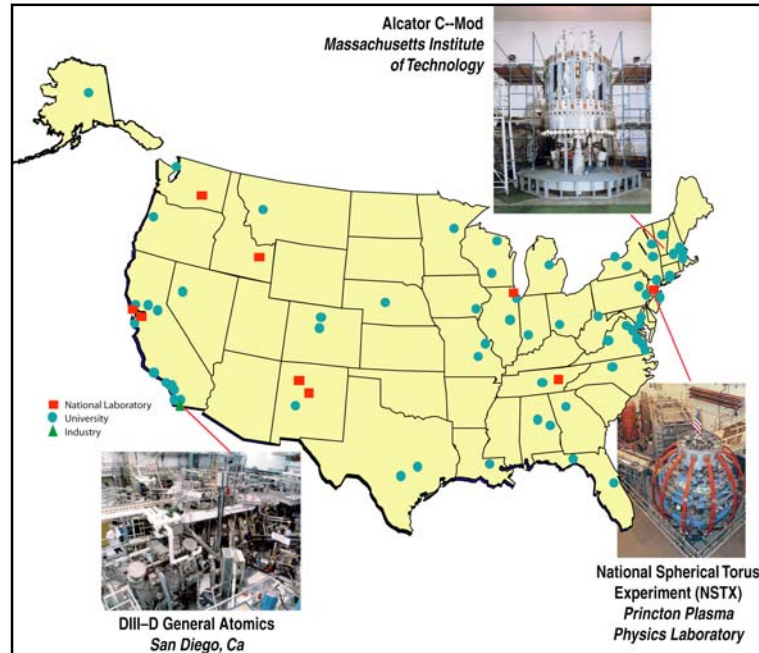 Alcator C--Mod
Massachusetts Institute
of Technology
National Laboratory
University
Industry
DIII–D General Atomics
San Diego, Ca
National Spherical Torus
Experiment (NSTX)
Princton Plasma
Physics Laboratory